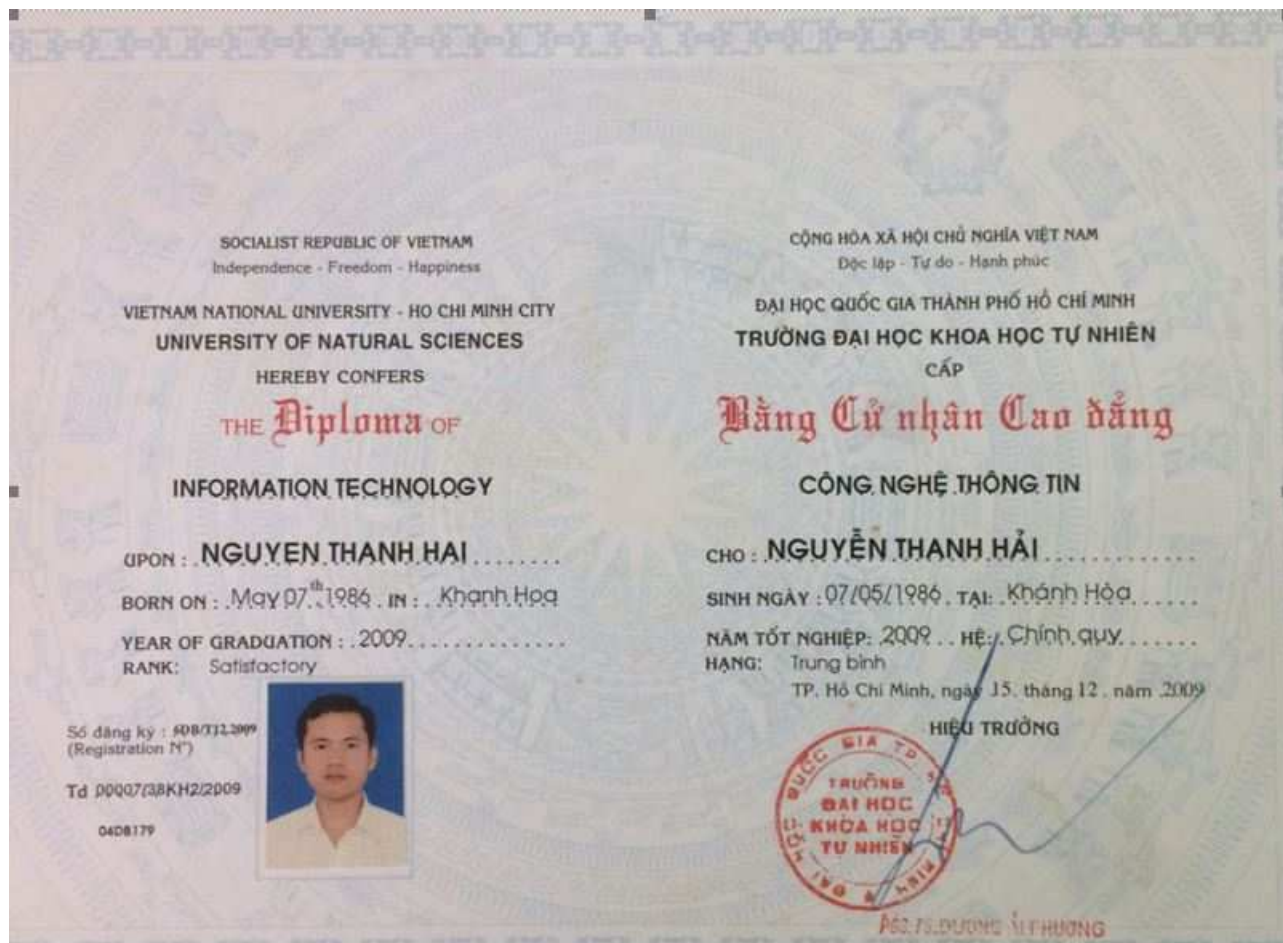 SOCIALIST REPUBLIC OF VIETNAM
Independence - Freedom - Happiness
VIETNAM NATIONAL UNIVERSITY - HO CHI MINH CITY
UNIVERSITY OF NATURAL SCIENCES
HEREBY CONFERS
THE Diploma OF
INFORMATION TECHNOLOGY
UPON : NGUYEN THANH HAI
BORN ON : May 07th 1986 . IN : Khanh Hoa
YEAR OF GRADUATION : 2009
RANK: Satisfactory
Số đăng ký :
(Registration N°)
04DB179
CỘNG HÒA XÃ HỘI CHỦ NGHĨA VIỆT NAM
Độc lập - Tự do - Hạnh phúc
ĐẠI HỌC QUỐC GIA THÀNH PHỐ HỒ CHÍ MINH
TRƯỜNG ĐẠI HỌC KHOA HỌC TỰ NHIÊN
CẤP
Bằng Cử nhân Cao đẳng
CÔNG NGHỆ THÔNG TIN
CHO : NGUYỄN THANH HẢI
SINH NGÀY : 07/05/1986 . TẠI: Khánh Hòa
NĂM TỐT NGHIỆP: 2009 . . HỆ: Chính quy
HẠNG: Trung bình
TP. Hồ Chí Minh, ngày 15. tháng 12 . năm 2009
HIỆU TRƯỞNG
TRƯỜNG
ĐẠI HỌC
KHOA HỌC
TỰ NHIÊN
PGS.TS.DƯƠNG ÁI PHƯƠNG